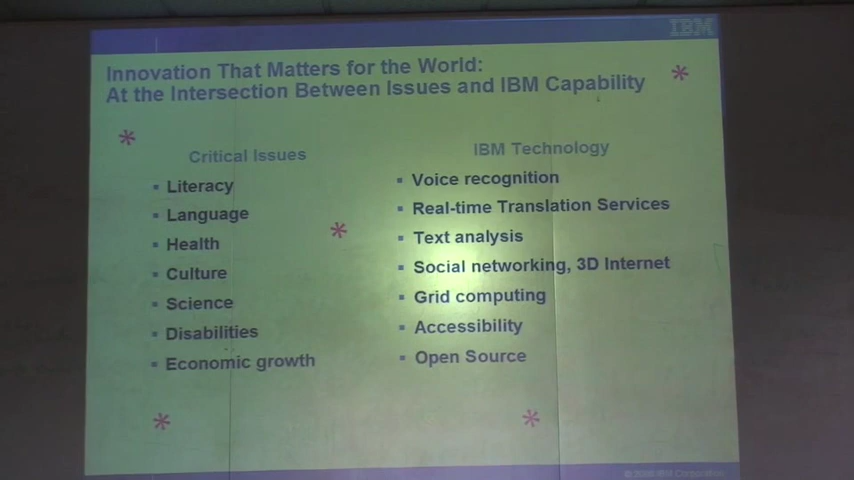 IBM
Innovation That Matters for the World:
At the Intersection Between Issues and IBM Capability
Critical Issues
▪ Literacy
▪ Language
▪ Health
▪ Culture
▪ Science
▪ Disabilities
▪ Economic growth
IBM Technology
▪ Voice recognition
▪ Real-time Translation Services
▪ Text analysis
▪ Social networking, 3D Internet
▪ Grid computing
▪ Accessibility
▪ Open Source
IBM Corporation